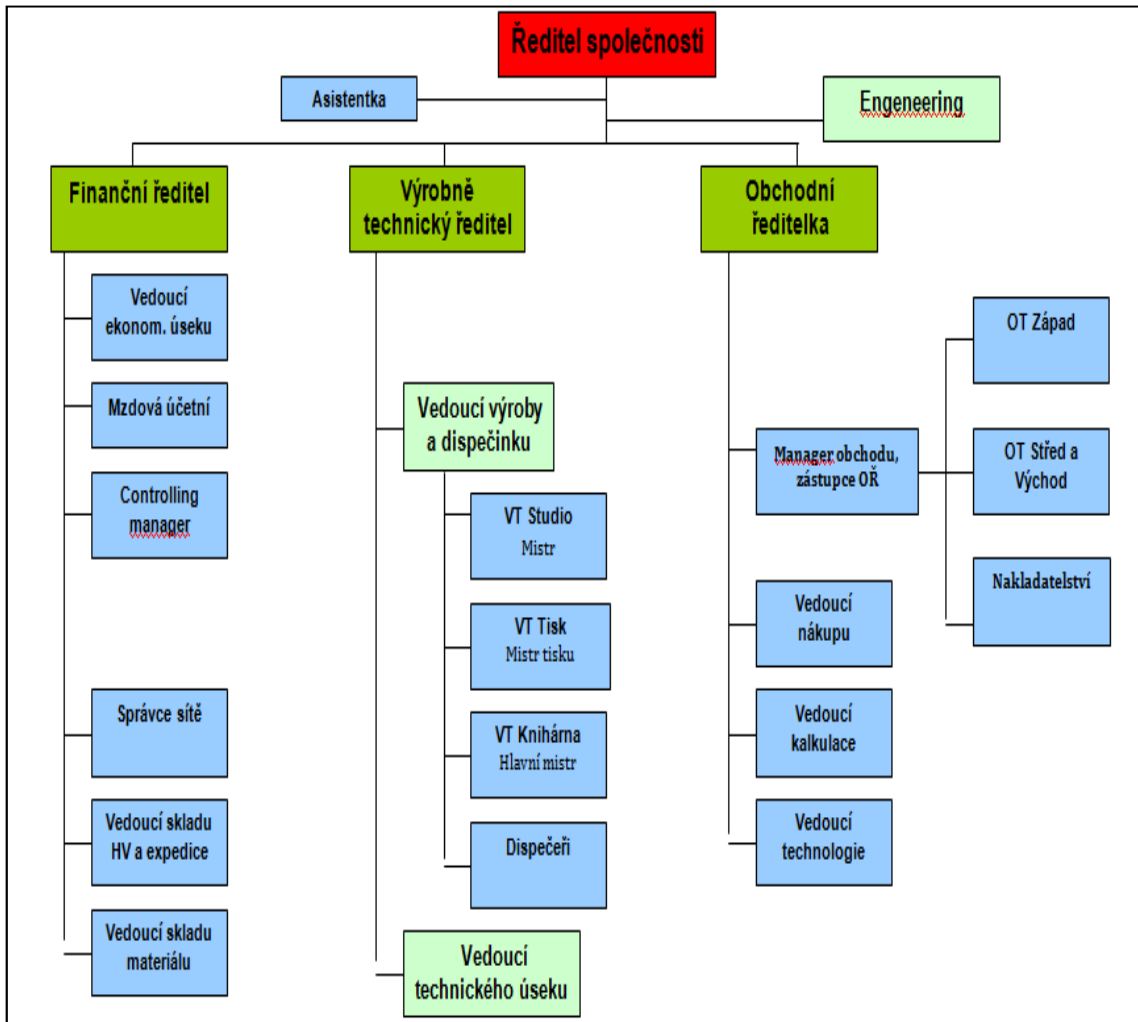 Ředitel společnosti
Asistentka
Engeneering
Finanční ředitel
Výrobně
technický ředitel
Obchodní
ředitelka
Vedoucí
ekonom. úseku
Mzdová účetní
Controlling
manager
Správce sítě
Vedoucí skladu
HV a expedice
Vedoucí skladu
materiálu
Vedoucí výroby
a dispečinku
VT Studio
Mistr
VT Tisk
Mistr tisku
VT Knihárna
Hlavní mistr
Dispečeři
Vedoucí
technického úseku
Manager obchodu,
zástupce OŘ
OT Západ
OT Střed a
Východ
Nakladatelství
Vedoucí
nákupu
Vedoucí
kalkulace
Vedoucí
technologie